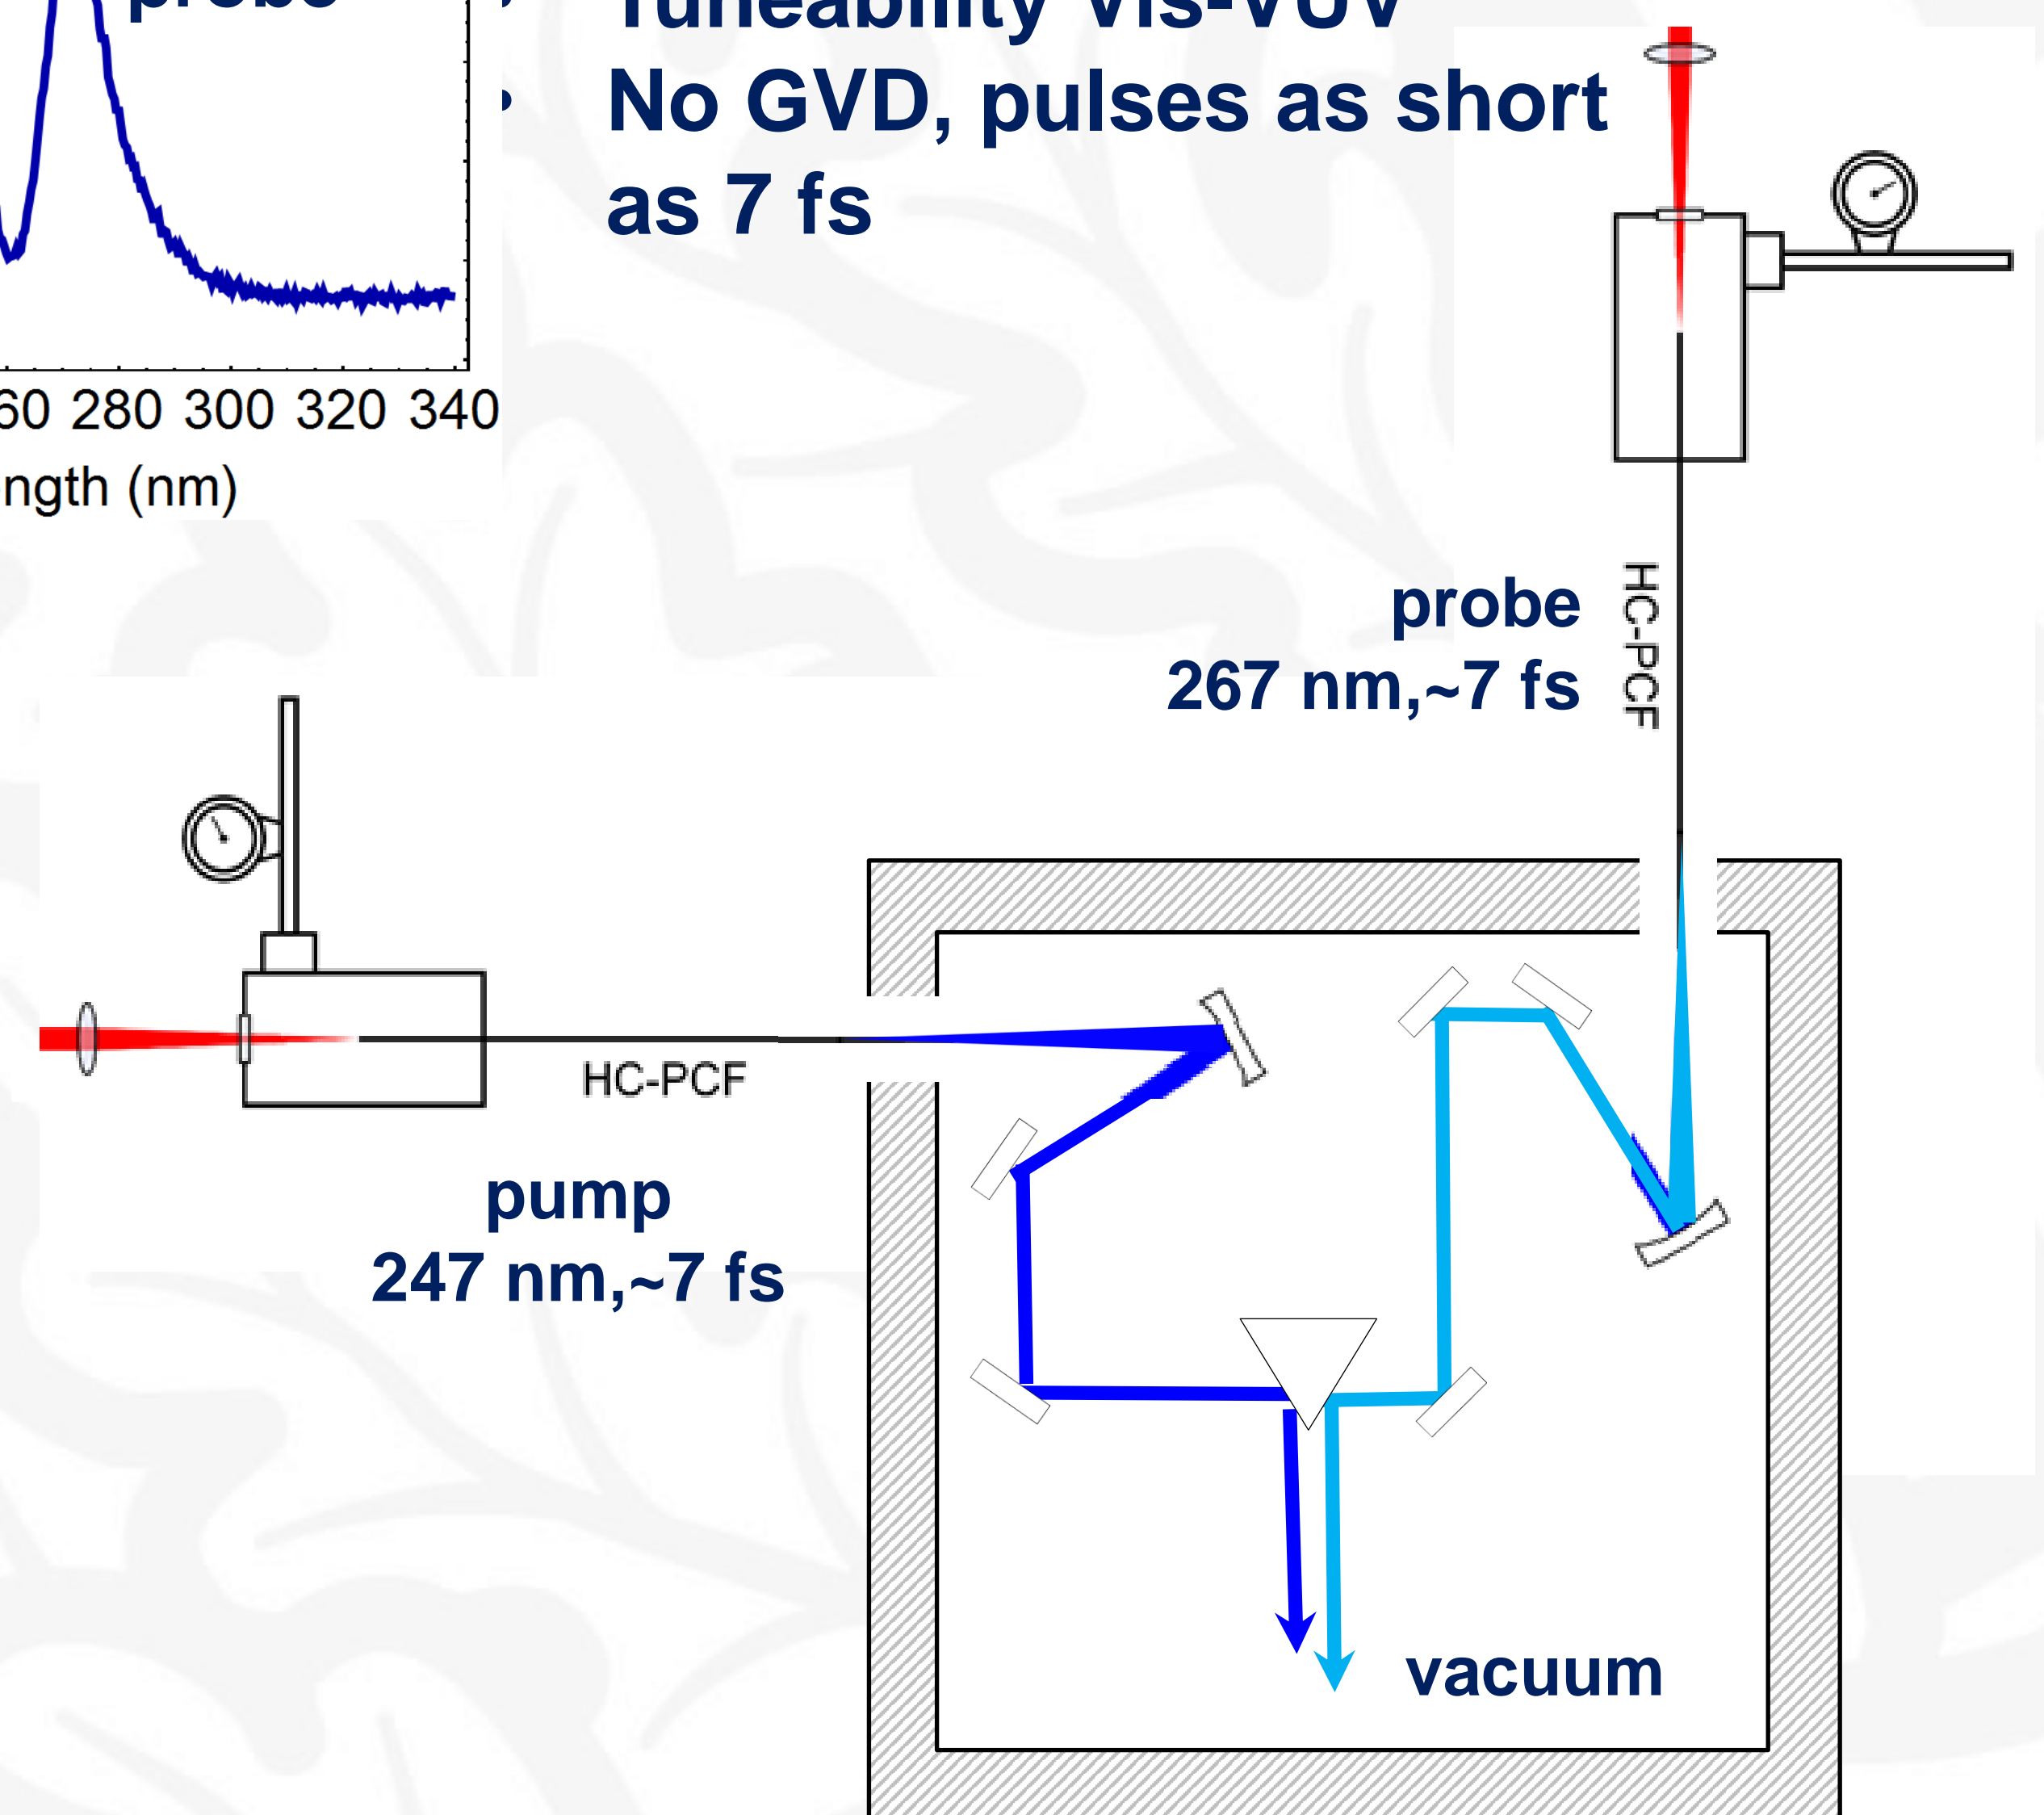 probe
• Tuneability Vis-VUV
• No GVD, pulses as short
as 7 fs
60 280 300 320 340
ngth (nm)
probe
267 nm,~7 fs
HC-PCF
HC-PCF
pump
247 nm,~7 fs
vacuum